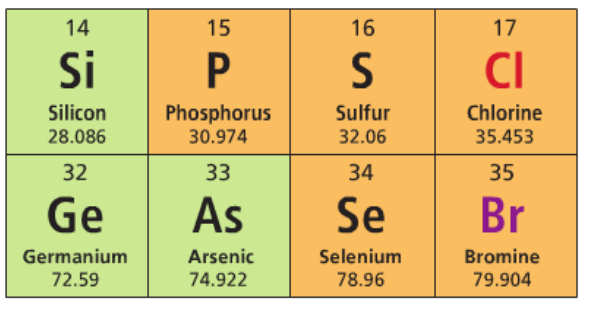 14 15 16 17
Si P S Cl
Silicon Phosphorus Sulfur Chlorine
28.086 30.974 32.06 35.453
32 33 34 35
Ge As Se Br
Germanium Arsenic Selenium Bromine
72.59 74.922 78.96 79.904